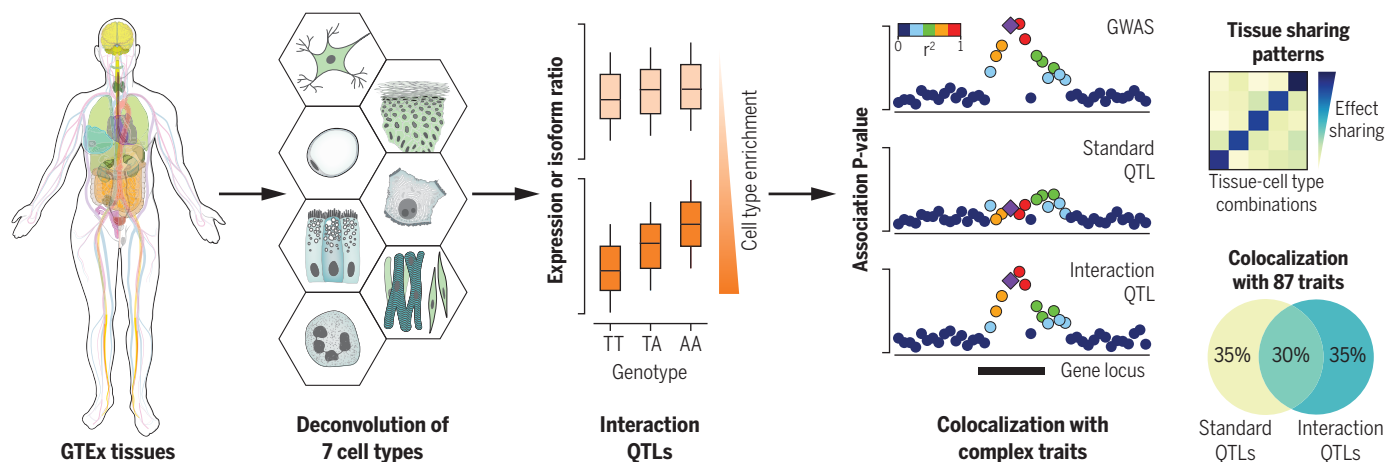 GTEx tissues
Deconvolution of
7 cell types
Expression or isoform ratio
Cell type enrichment
TT TA AA
Genotype
Interaction
QTLs
Association P-value
0 r² 1
GWAS
Standard
QTL
Interaction
QTL
Gene locus
Colocalization with
complex traits
Tissue sharing
patterns
Effect
sharing
Tissue-cell type
combinations
Colocalization
with 87 traits
35% 30% 35%
Standard
QTLs
Interaction
QTLs